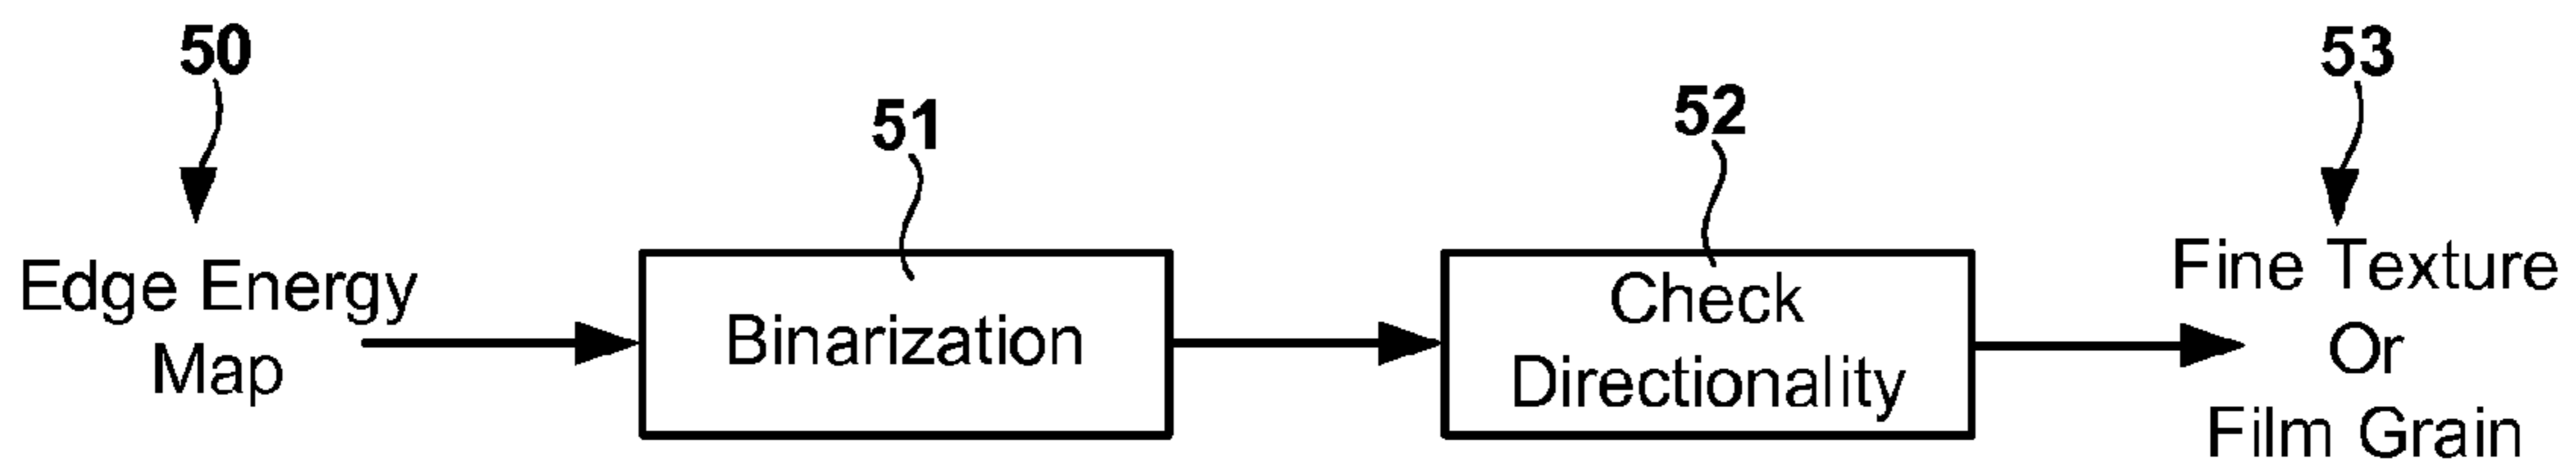 50
51
52
53
Edge Energy
Map
Binarization
Check
Directionality
Fine Texture
Or
Film Grain